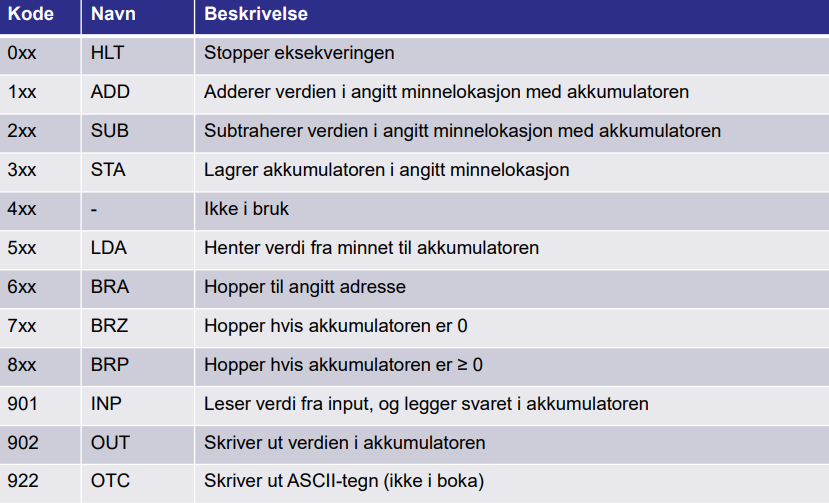 Kode Navn Beskrivelse
0xx HLT Stopper eksekveringen
1xx ADD Adderer verdien i angitt minnelokasjon med akkumulatoren
2xx SUB Subtraherer verdien i angitt minnelokasjon med akkumulatoren
3xx STA Lagrer akkumulatoren i angitt minnelokasjon
4xx - Ikke i bruk
5xx LDA Henter verdi fra minnet til akkumulatoren
6xx BRA Hopper til angitt adresse
7xx BRZ Hopper hvis akkumulatoren er 0
8xx BRP Hopper hvis akkumulatoren er ≥ 0
901 INP Leser verdi fra input, og legger svaret i akkumulatoren
902 OUT Skriver ut verdien i akkumulatoren
922 OTC Skriver ut ASCII-tegn (ikke i boka)